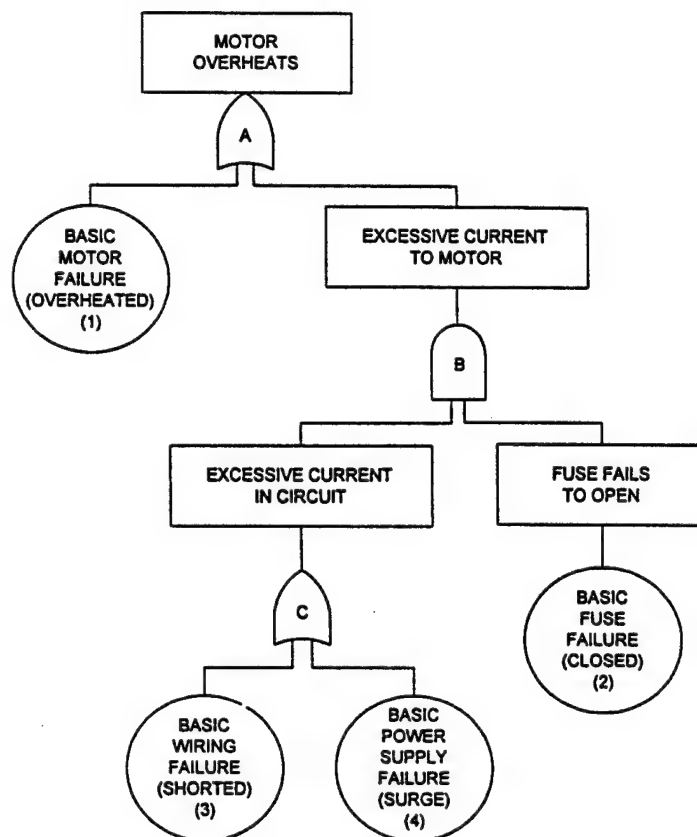 MOTOR
OVERHEATS
A
BASIC
MOTOR
FAILURE
(OVERHEATED)
(1)
EXCESSIVE CURRENT
TO MOTOR
B
EXCESSIVE CURRENT
IN CIRCUIT
FUSE FAILS
TO OPEN
C
BASIC
FUSE
FAILURE
(CLOSED)
(2)
BASIC
WIRING
FAILURE
(SHORTED)
(3)
BASIC
POWER
SUPPLY
FAILURE
(SURGE)
(4)